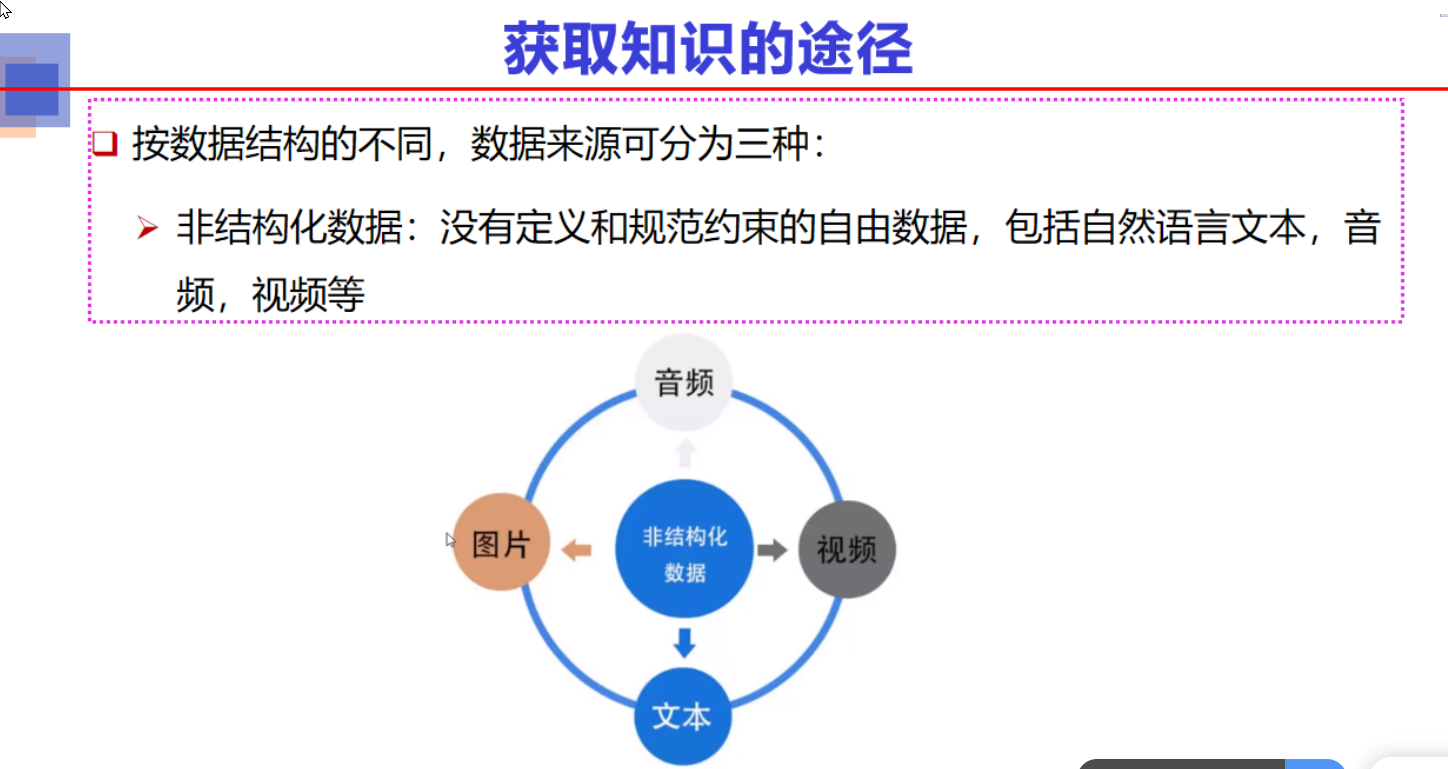 获取知识的途径
按数据结构的不同，数据来源可分为三种：
非结构化数据：没有定义和规范约束的自由数据，包括自然语言文本，音
频，视频等
音频
图片
非结构化
数据
视频
文本